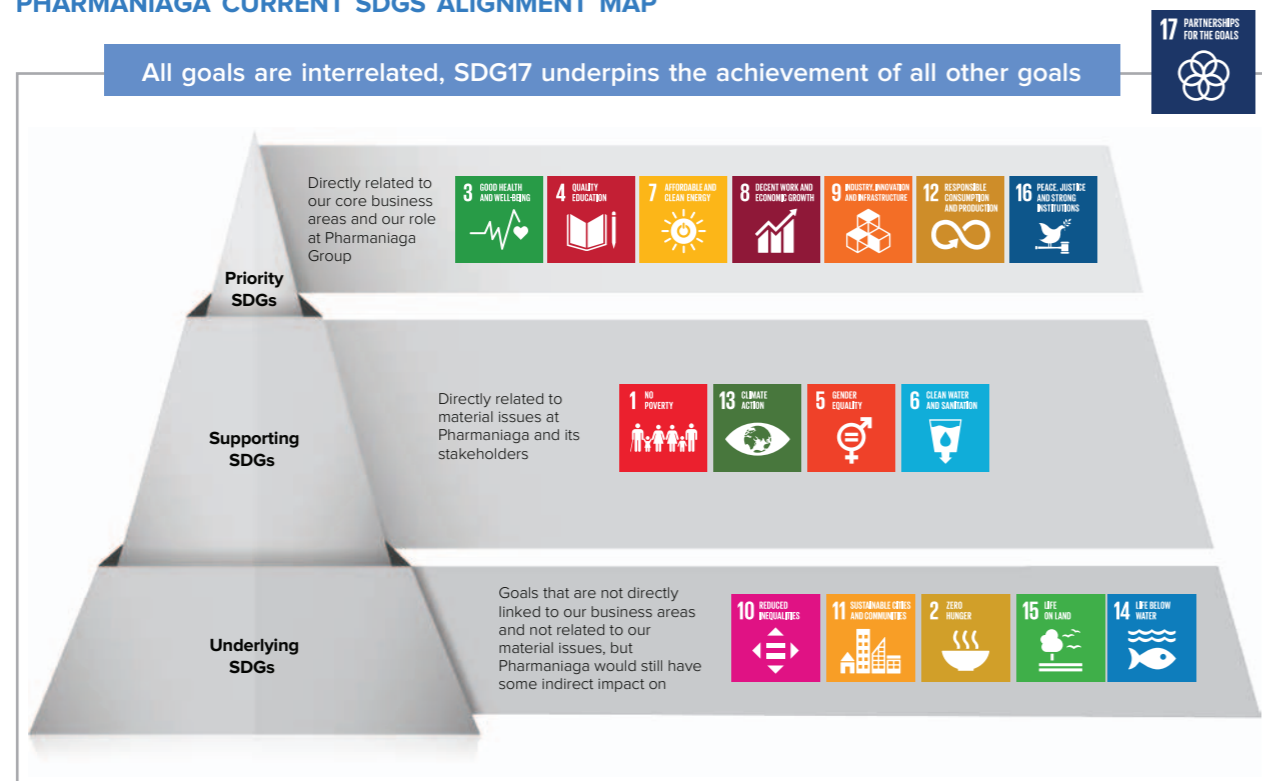 PHARMANIAGA CURRENT SDGS ALIGNMENT MAP
17 PARTNERSHIPS
FOR THE GOALS
All goals are interrelated, SDG17 underpins the achievement of all other goals
Priority
SDGs
Directly related to
our core business
areas and our role
at Pharmaniaga
Group
3 GOOD HEALTH
AND WELL-BEING
4 QUALITY
EDUCATION
7 AFFORDABLE AND
CLEAN ENERGY
8 DECENT WORK AND
ECONOMIC GROWTH
9 INDUSTRY, INNOVATION
AND INFRASTRUCTURE
12 RESPONSIBLE
CONSUMPTION
AND PRODUCTION
16 PEACE, JUSTICE
AND STRONG
INSTITUTIONS
Supporting
SDGs
Directly related to
material issues at
Pharmaniaga and its
stakeholders
1 NO
POVERTY
13 CLIMATE
ACTION
5 GENDER
EQUALITY
6 CLEAN WATER
AND SANITATION
Underlying
SDGs
Goals that are not directly
linked to our business areas
and not related to our
material issues, but
Pharmaniaga would still have
some indirect impact on
10 REDUCED
INEQUALITIES
11 SUSTAINABLE CITIES
AND COMMUNITIES
2 ZERO
HUNGER
15 LIFE
ON LAND
14 LIFE BELOW
WATER